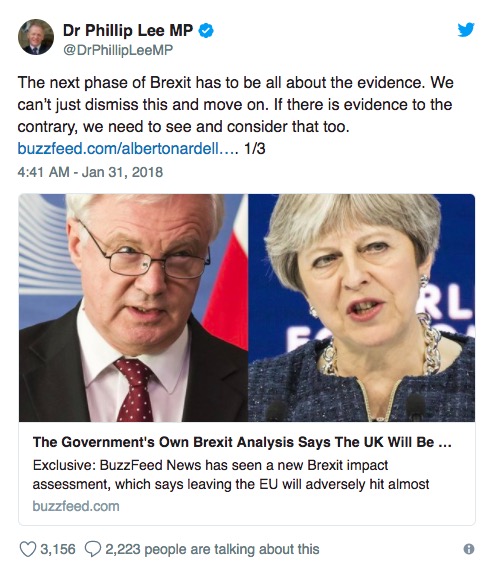 Dr Phillip Lee MP
@DrPhillipLeeMP
The next phase of Brexit has to be all about the evidence. We
can't just dismiss this and move on. If there is evidence to the
contrary, we need to see and consider that too.
buzzfeed.com/albertonardell…. 1/3
4:41 AM - Jan 31, 2018
RL
The Government's Own Brexit Analysis Says The UK Will Be ...
Exclusive: BuzzFeed News has seen a new Brexit impact
assessment, which says leaving the EU will adversely hit almost
buzzfeed.com
3,156 2,223 people are talking about this